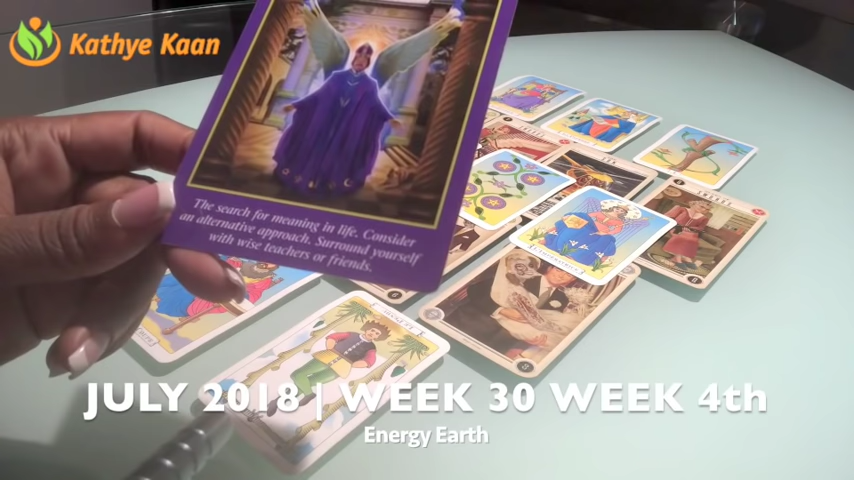 Kathye Kaan
The search for meaning in life. Consider
an alternative approach. Surround yourself
with wise teachers or friends.
JULY 2018 | WEEK 30 WEEK 4th
Energy Earth